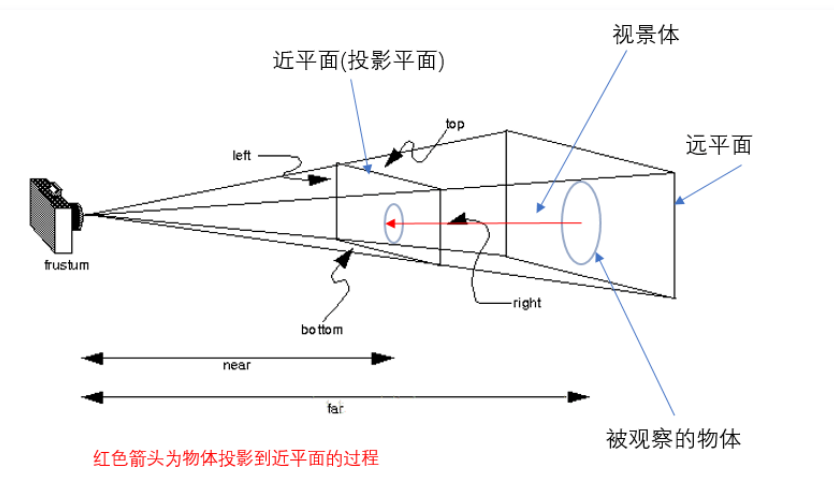 视景体
近平面(投影平面)
top
left
远平面
frustum
right
bottom
near
far
被观察的物体
红色箭头为物体投影到近平面的过程